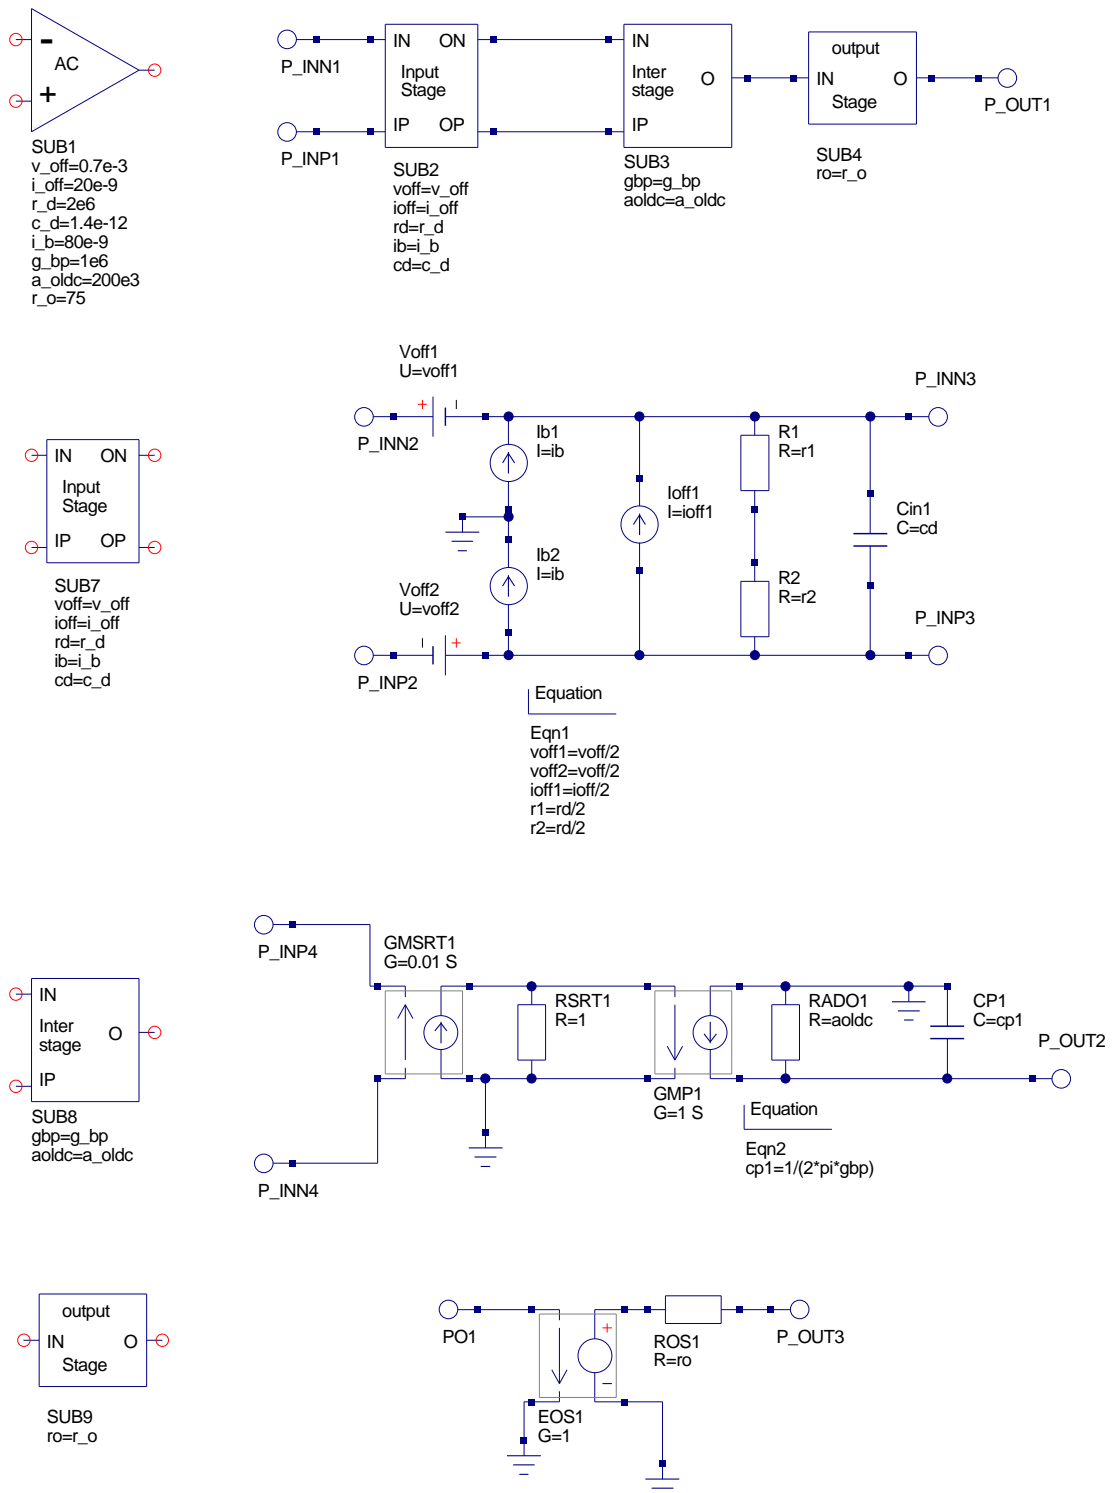 -
AC
+
SUB1
v_off=0.7e-3
i_off=20e-9
r_d=2e6
c_d=1.4e-12
i_b=80e-9
g_bp=1e6
a_oldc=200e3
r_o=75
P_INN1
P_INP1
IN ON
Input
Stage
IP OP
SUB2
voff=v_off
ioff=i_off
rd=r_d
ib=i_b
cd=c_d
IN
Inter
stage
O
IP
SUB3
gbp=g_bp
aoldc=a_oldc
output
IN O
Stage
SUB4
ro=r_o
P_OUT1
IN ON
Input
Stage
IP OP
SUB7
voff=v_off
ioff=i_off
rd=r_d
ib=i_b
cd=c_d
Voff1
U=voff1
+ -
P_INN2
Ib1
I=ib
Ioff1
I=ioff1
R1
R=r1
P_INN3
Cin1
C=cd
Ib2
I=ib
Voff2
U=voff2
- +
P_INP2
R2
R=r2
P_INP3
Equation
Eqn1
voff1=voff/2
voff2=voff/2
ioff1=ioff/2
r1=rd/2
r2=rd/2
IN
Inter
stage
O
IP
SUB8
gbp=g_bp
aoldc=a_oldc
P_INP4
GMSRT1
G=0.01 S
RSRT1
R=1
GMP1
G=1 S
RADO1
R=aoldc
CP1
C=cp1
P_OUT2
P_INN4
Equation
Eqn2
cp1=1/(2*pi*gbp)
output
IN O
Stage
SUB9
ro=r_o
PO1
+
-
EOS1
G=1
ROS1
R=ro
P_OUT3